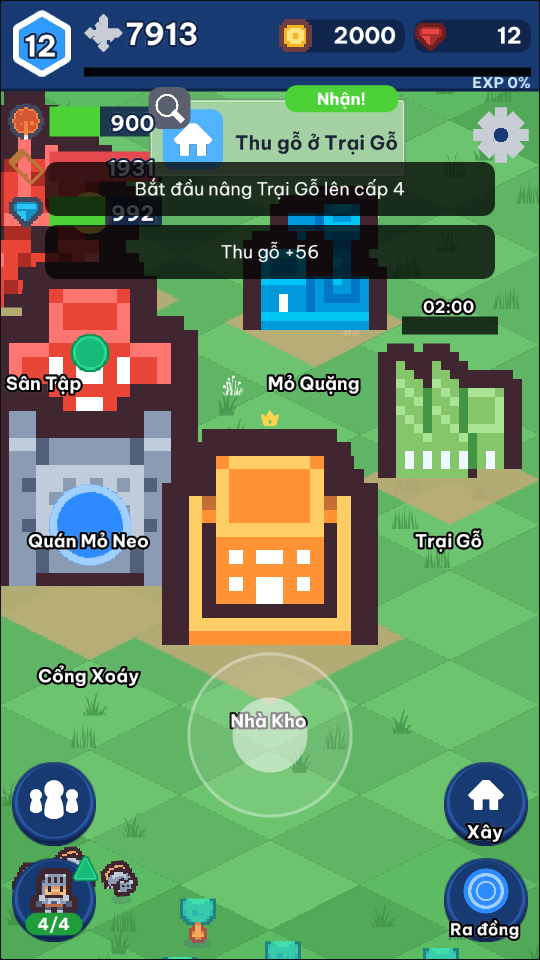 12
7913
2000
12
EXP 0%
Nhận!
900
Thu gỗ ở Trại Gỗ
1931
Bắt đầu nâng Trại Gỗ lên cấp 4
992
Thu gỗ +56
02:00
Sân Tập
Mỏ Quặng
Quán Mỏ Neo
Trại Gỗ
Cổng Xoáy
Nhà Kho
Xây
4/4
Ra đồng